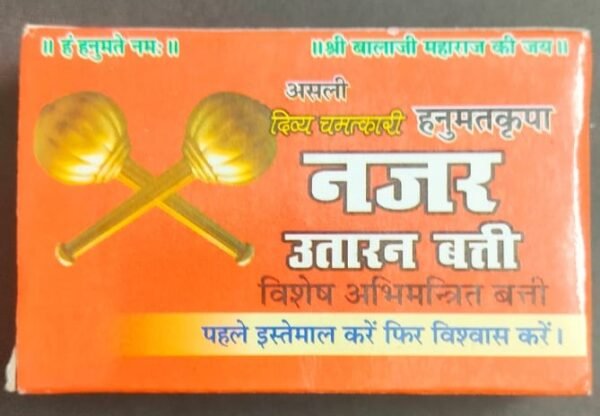 ॥ हं हनुमते नमः ॥ ॥ श्री बालाजी महाराज की जय ॥
असली
दिव्य चमत्कारी हनुमतकृपा
नजर
उतारन बत्ती
विशेष अभिमन्त्रित बत्ती
पहले इस्तेमाल करें फिर विश्वास करें।